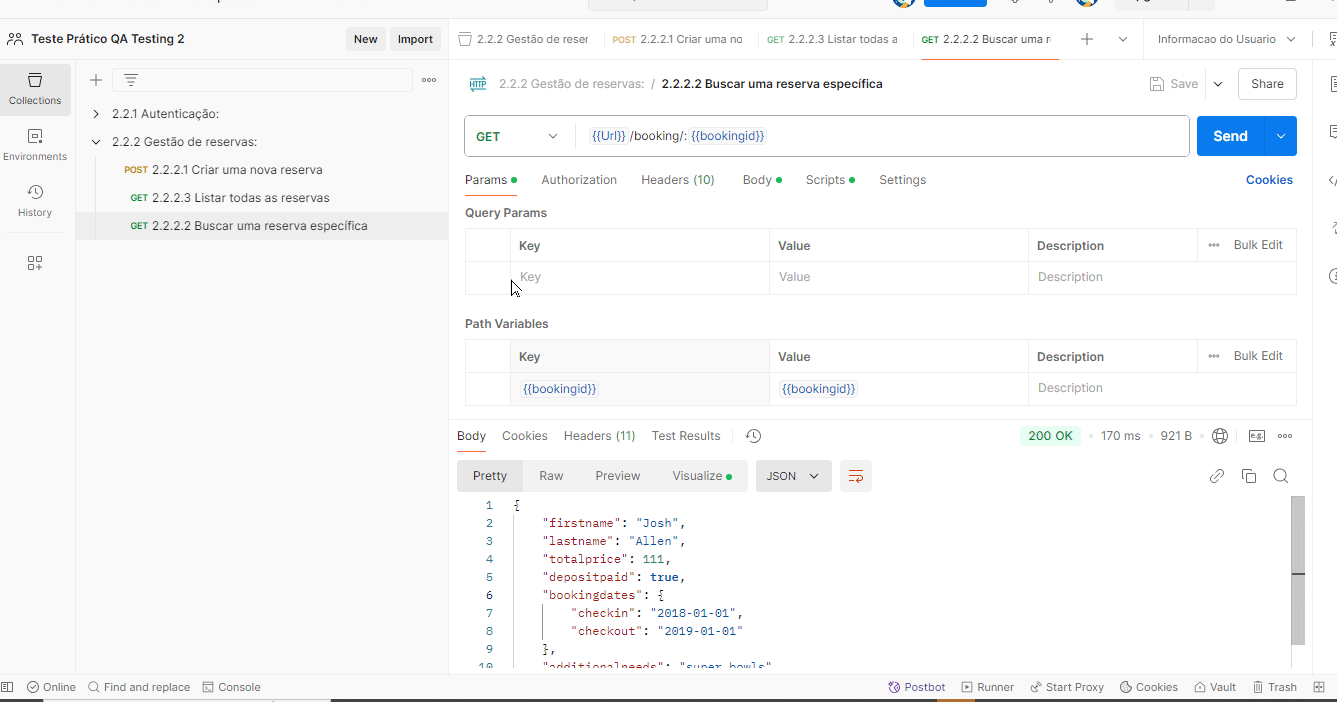 Teste Prático QA Testing 2
New
Import
2.2.2 Gestão de reser
POST 2.2.2.1 Criar uma no
GET 2.2.2.3 Listar todas a
GET 2.2.2.2 Buscar uma r
Informacao do Usuario
Collections
Environments
History
2.2.1 Autenticação:
2.2.2 Gestão de reservas:
POST 2.2.2.1 Criar uma nova reserva
GET 2.2.2.3 Listar todas as reservas
GET 2.2.2.2 Buscar uma reserva específica
HTTP 2.2.2 Gestão de reservas: / 2.2.2.2 Buscar uma reserva específica
Save
Share
GET
{{Url}} /booking/: {{bookingid}}
Send
Params Authorization Headers (10) Body Scripts Settings
Cookies
Query Params
Key Value Description Bulk Edit
Key Value Description
Path Variables
Key Value Description Bulk Edit
{{bookingid}} {{bookingid}} Description
Body Cookies Headers (11) Test Results
200 OK 170 ms 921 B
e.g.
Pretty Raw Preview Visualize JSON
1 {
2 "firstname": "Josh",
3 "lastname": "Allen",
4 "totalprice": 111,
5 "depositpaid": true,
6 "bookingdates": {
7 "checkin": "2018-01-01",
8 "checkout": "2019-01-01"
9 },
10 "additionalneeds": "super bowls"
Online Find and replace Console
Postbot Runner Start Proxy Cookies Vault Trash